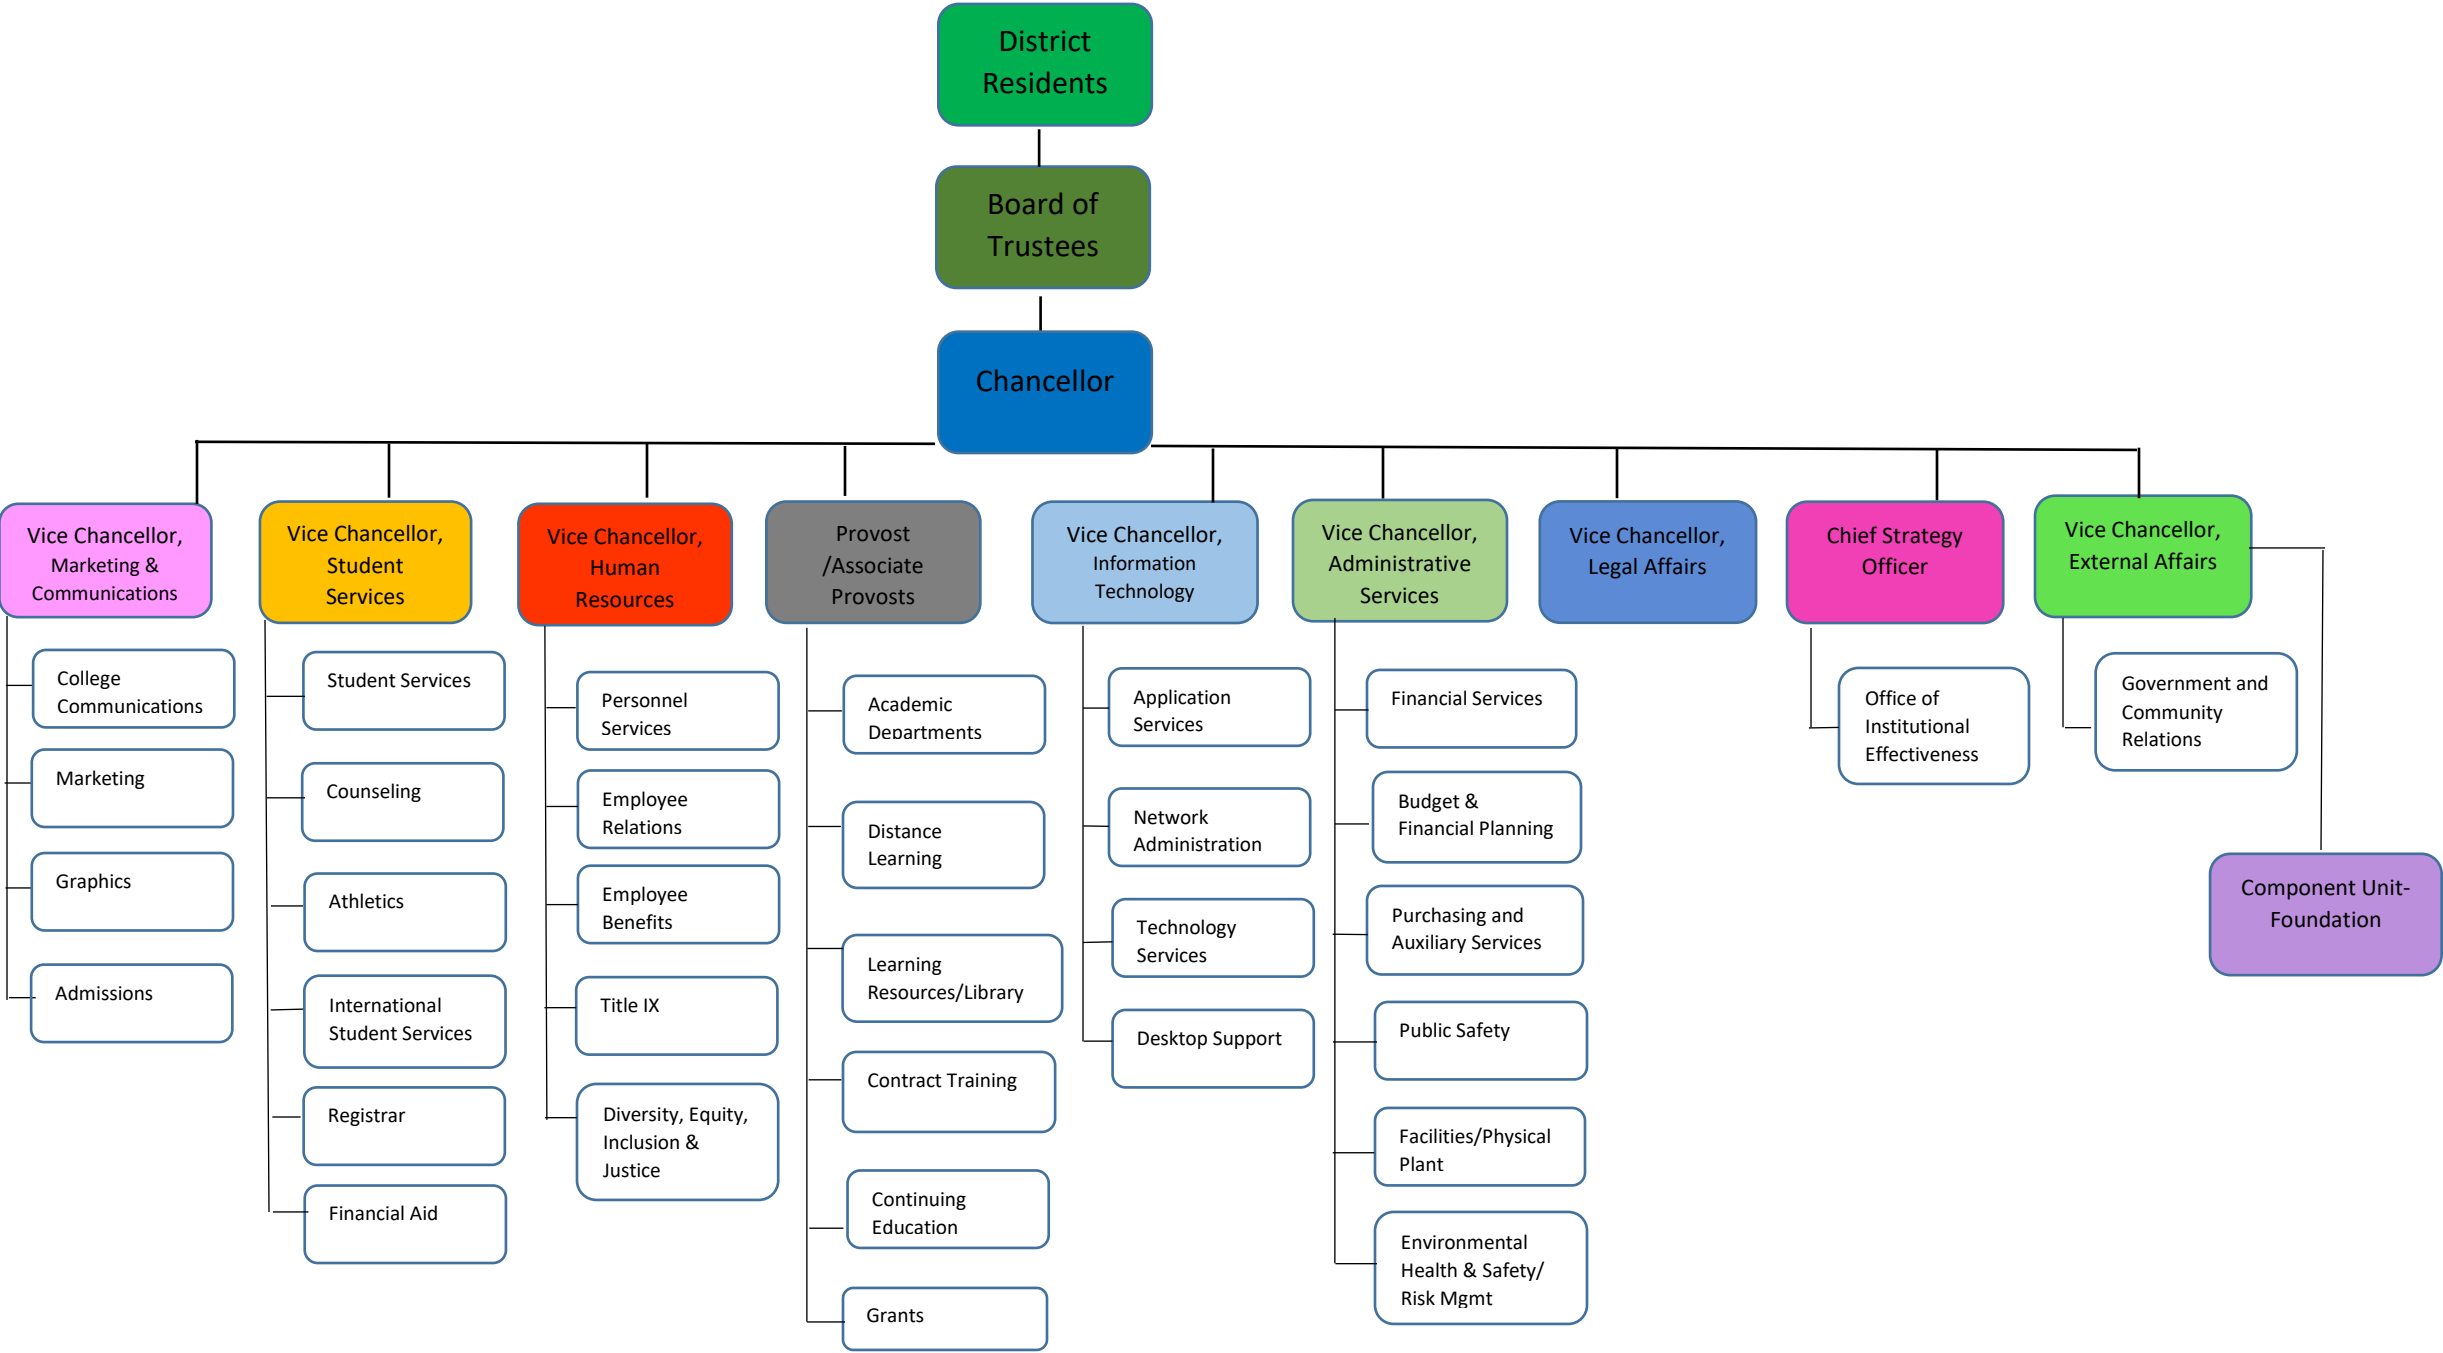 District
Residents
Board of
Trustees
Chancellor
Vice Chancellor,
Marketing &
Communications
College
Communications
Marketing
Graphics
Admissions
Vice Chancellor,
Student
Services
Student Services
Counseling
Athletics
International
Student Services
Registrar
Financial Aid
Vice Chancellor,
Human
Resources
Personnel
Services
Employee
Relations
Employee
Benefits
Title IX
Diversity, Equity,
Inclusion &
Justice
Provost
/Associate
Provosts
Academic
Departments
Distance
Learning
Learning
Resources/Library
Contract Training
Continuing
Education
Grants
Vice Chancellor,
Information
Technology
Application
Services
Network
Administration
Technology
Services
Desktop Support
Vice Chancellor,
Administrative
Services
Financial Services
Budget &
Financial Planning
Purchasing and
Auxiliary Services
Public Safety
Facilities/Physical
Plant
Environmental
Health & Safety/
Risk Mgmt
Vice Chancellor,
Legal Affairs
Chief Strategy
Officer
Office of
Institutional
Effectiveness
Vice Chancellor,
External Affairs
Government and
Community
Relations
Component Unit-
Foundation